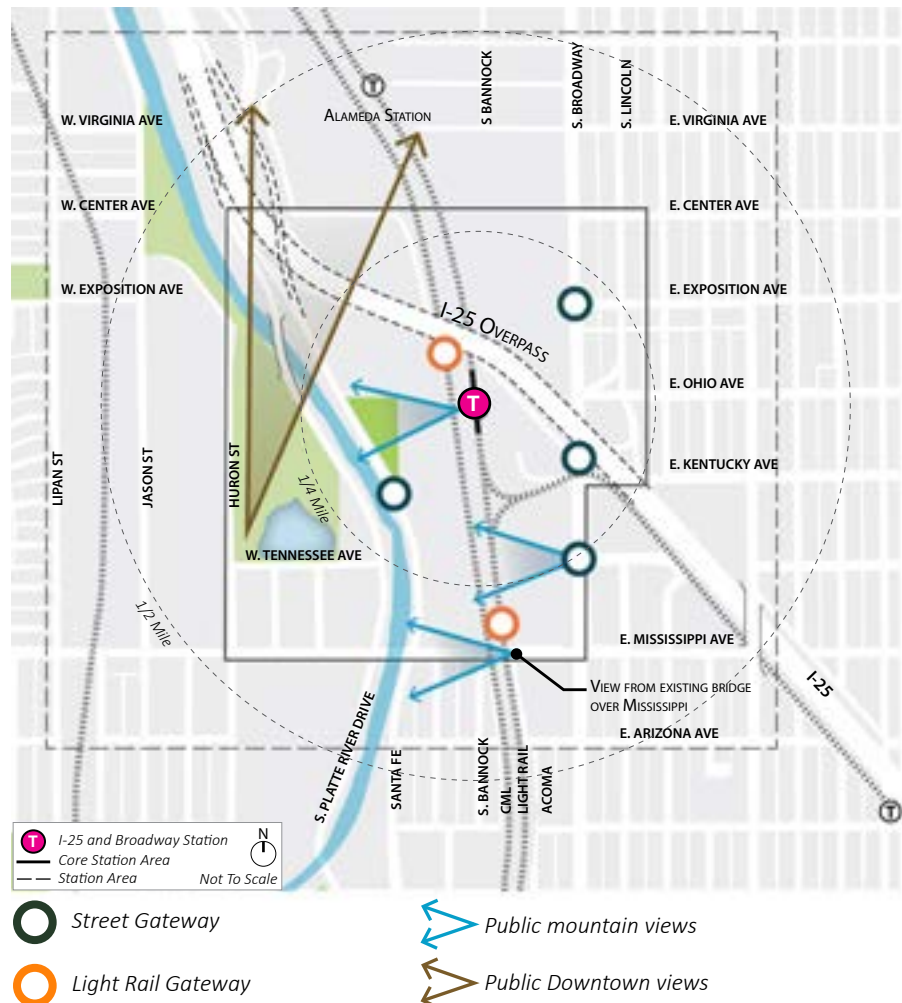 T
ALAMEDA STATION
S BANNOCK
S. BROADWAY
S. LINCOLN
W. VIRGINIA AVE
E. VIRGINIA AVE
W. CENTER AVE
E. CENTER AVE
W. EXPOSITION AVE
E. EXPOSITION AVE
I-25 OVERPASS
E. OHIO AVE
T
LIPAN ST
JASON ST
HURON ST
E. KENTUCKY AVE
1/4 Mile
W. TENNESSEE AVE
1/2 Mile
E. MISSISSIPPI AVE
VIEW FROM EXISTING BRIDGE
OVER MISSISSIPPI
I-25
E. ARIZONA AVE
S. PLATTE RIVER DRIVE
SANTA FE
S. BANNOCK
CML
LIGHT RAIL
ACOMA
T
T I-25 and Broadway Station
Core Station Area
Station Area
N
Not To Scale
Street Gateway
Public mountain views
Light Rail Gateway
Public Downtown views